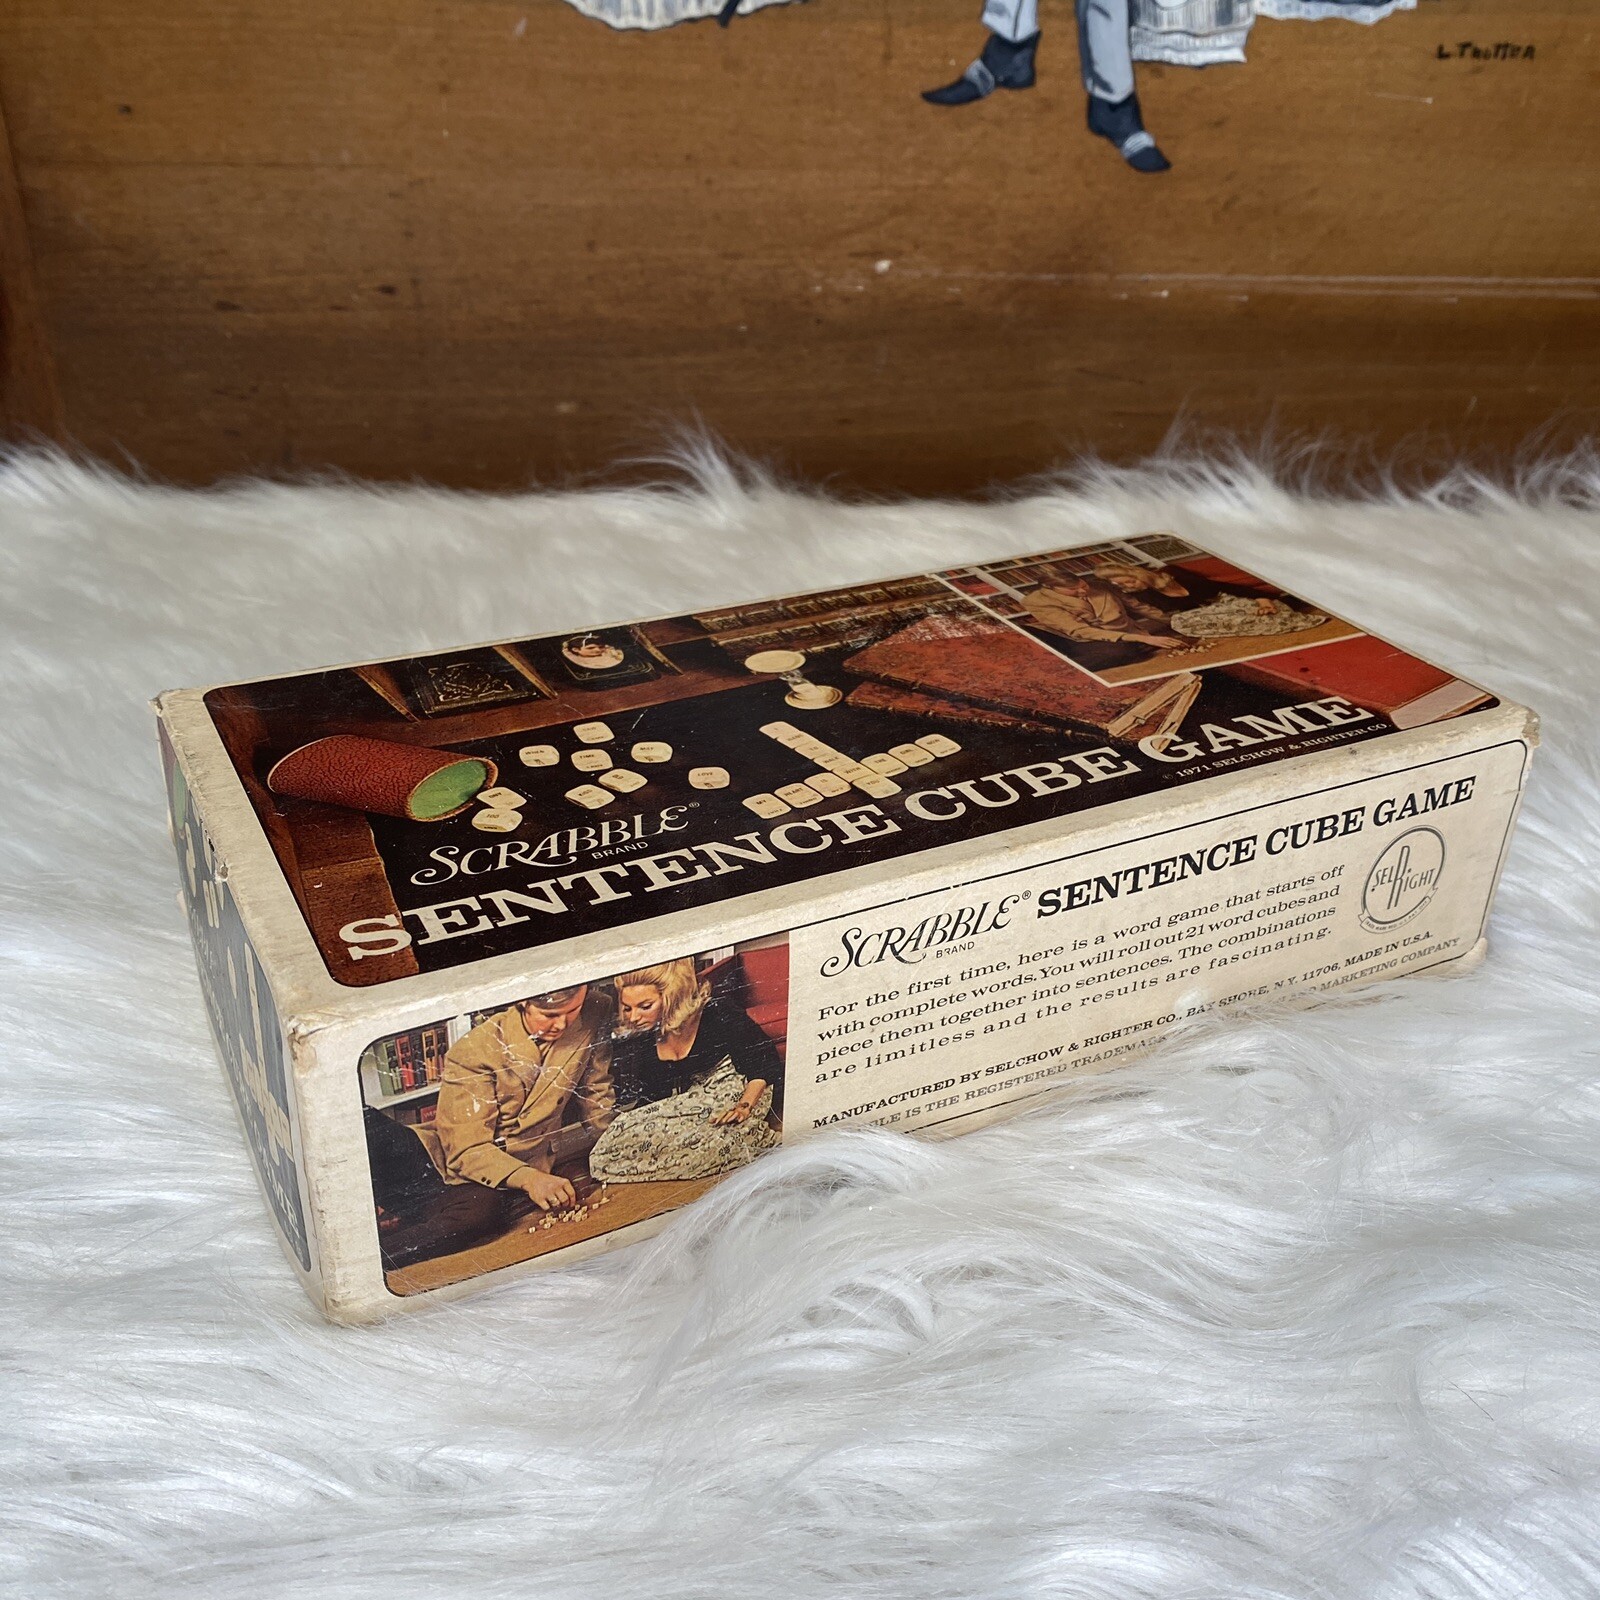 L. TROTTER
SCRABBLE®
BRAND
SENTENCE CUBE GAME
© 1971 SELCHOW & RIGHTER CO.
SCRABBLE® SENTENCE CUBE GAME
BRAND
For the first time, here is a word game that starts off
with complete words. You will roll out 21 word cubes and
piece them together into sentences. The combinations
are limitless and the results are fascinating.
SELRIGHT
MANUFACTURED BY SELCHOW & RIGHTER CO., BAY SHORE, N.Y. 11706, MADE IN U.S.A.
IS THE REGISTERED TRADEMARK AND MARKETING COMPANY